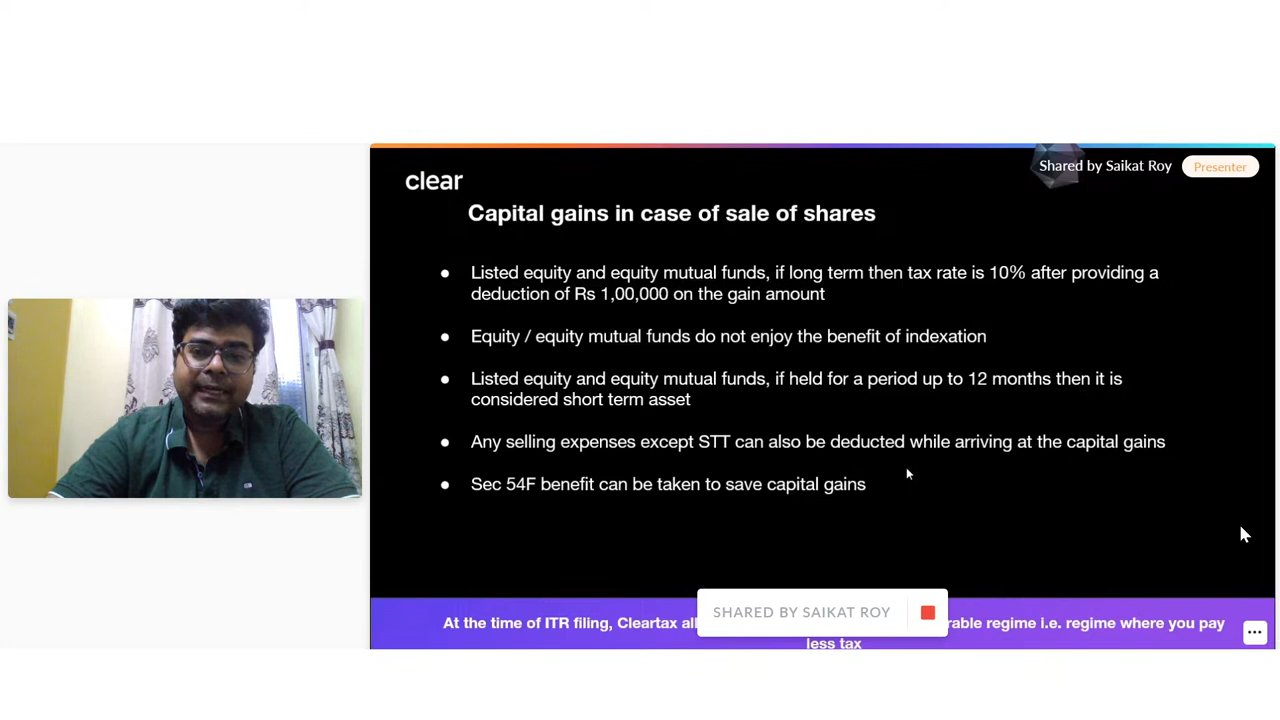 Shared by Saikat Roy
Presenter
clear
Capital gains in case of sale of shares
● Listed equity and equity mutual funds, if long term then tax rate is 10% after providing a
deduction of Rs 1,00,000 on the gain amount
● Equity / equity mutual funds do not enjoy the benefit of indexation
● Listed equity and equity mutual funds, if held for a period up to 12 months then it is
considered short term asset
● Any selling expenses except STT can also be deducted while arriving at the capital gains
● Sec 54F benefit can be taken to save capital gains
SHARED BY SAIKAT ROY
At the time of ITR filing, Cleartax regime i.e. regime where you pay
less tax